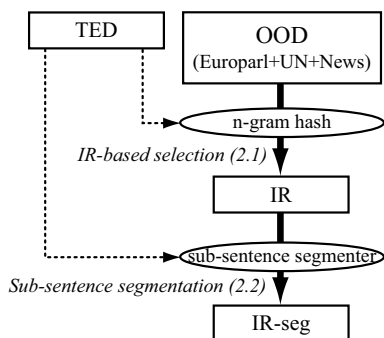 TED
OOD
(Europarl+UN+News)
n-gram hash
IR-based selection (2.1)
IR
sub-sentence segmenter
Sub-sentence segmentation (2.2)
IR-seg